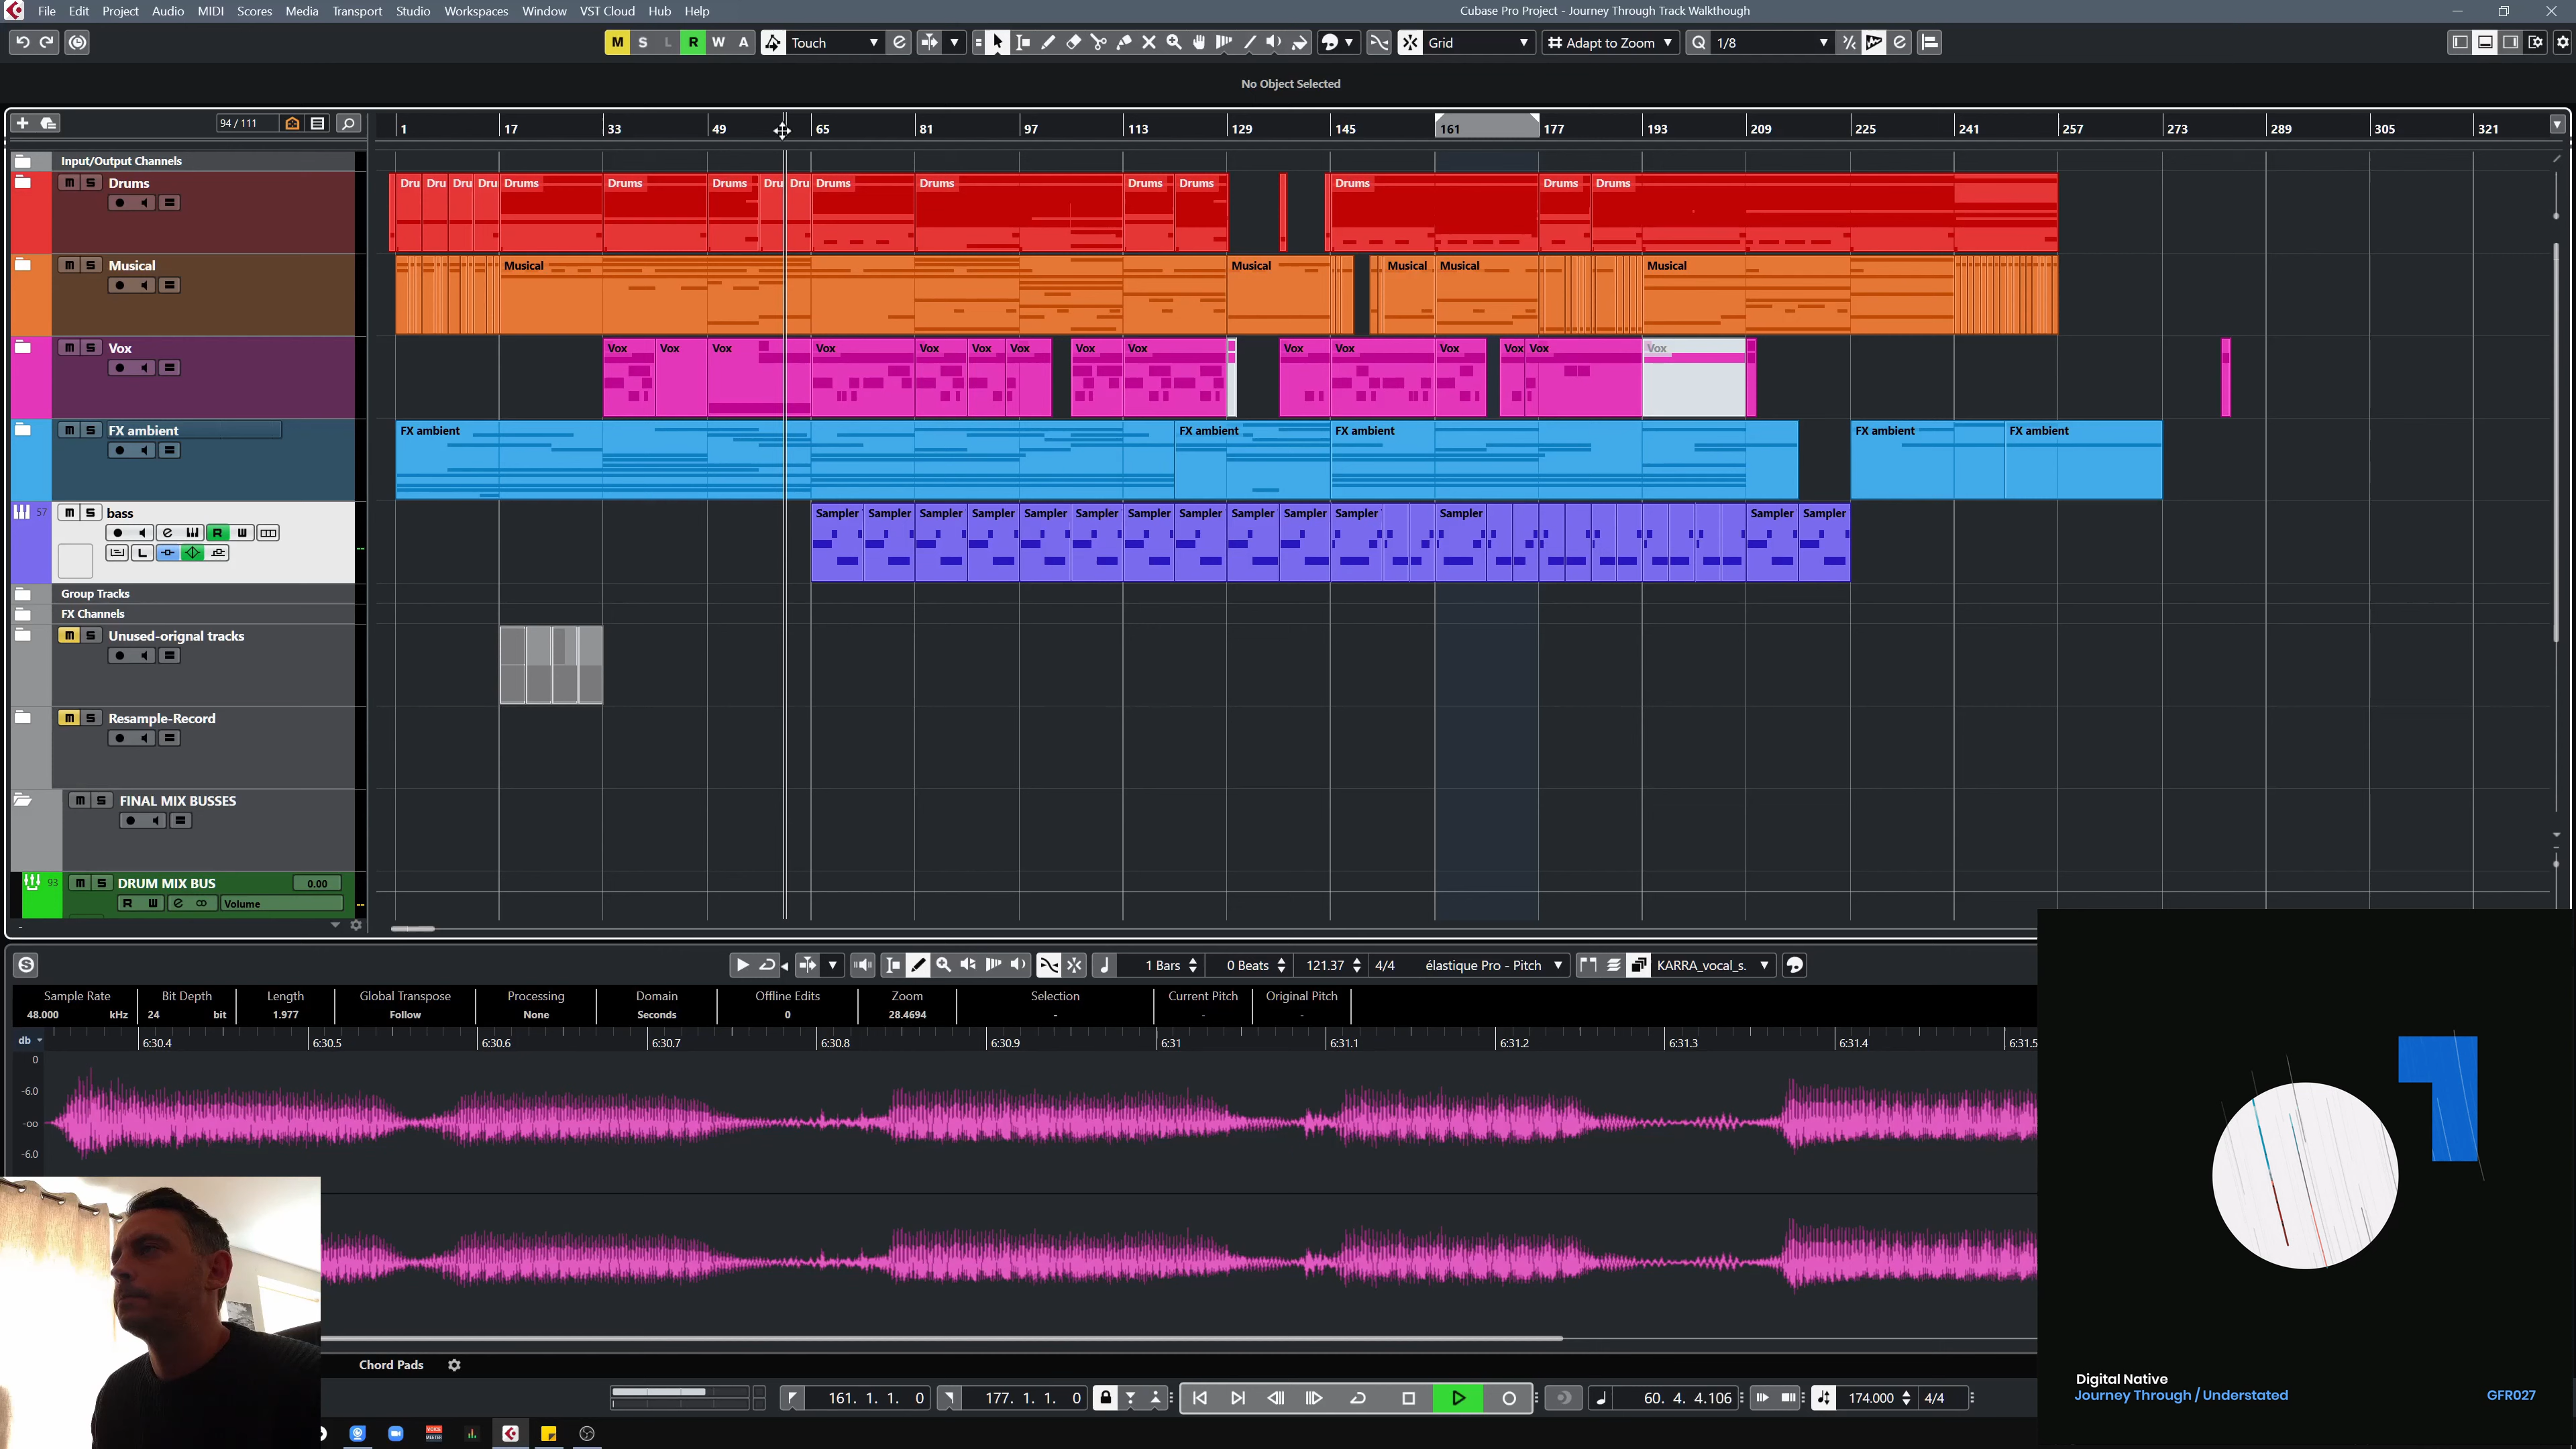 File Edit Project Audio MIDI Scores Media Transport Studio Workspaces Window VST Cloud Hub Help
Cubase Pro Project - Journey Through Track Walkthough
M S L R W A Touch Grid Adapt to Zoom Q 1/8
No Object Selected
94 / 111
1 17 33 49 65 81 97 113 129 145 161 177 193 209 225 241 257 273 289 305 321
Input/Output Channels
m S Drums
Dru Dru Dru Dru Drums Drums Drums Dru Dru Drums Drums Drums Drums Drums Drums Drums
m S Musical
Musical Musical Musical Musical Musical
m S Vox
Vox Vox Vox Vox Vox Vox Vox Vox Vox Vox Vox Vox Vox Vox Vox
m S FX ambient
FX ambient FX ambient FX ambient FX ambient FX ambient
57 m S bass
R W
L
Sampler Sampler Sampler Sampler Sampler Sampler Sampler Sampler Sampler Sampler Sampler Sampler Sampler Sampler
Group Tracks
FX Channels
m S Unused-orignal tracks
m S Resample-Record
m S FINAL MIX BUSSES
93 m S DRUM MIX BUS 0.00
R W e Volume
1 Bars 0 Beats 121.37 4/4 élastique Pro - Pitch KARRA_vocal_s.
Sample Rate Bit Depth Length Global Transpose Processing Domain Offline Edits Zoom Selection Current Pitch Original Pitch
48.000 kHz 24 bit 1.977 Follow None Seconds 0 28.4694 - - -
db 6:30.4 6:30.5 6:30.6 6:30.7 6:30.8 6:30.9 6:31 6:31.1 6:31.2 6:31.3 6:31.4 6:31.5
0
-6.0
-oo
-6.0
Chord Pads
161. 1. 1. 0 177. 1. 1. 0 60. 4. 4.106 174.000 4/4
Digital Native
Journey Through / Understated GFR027